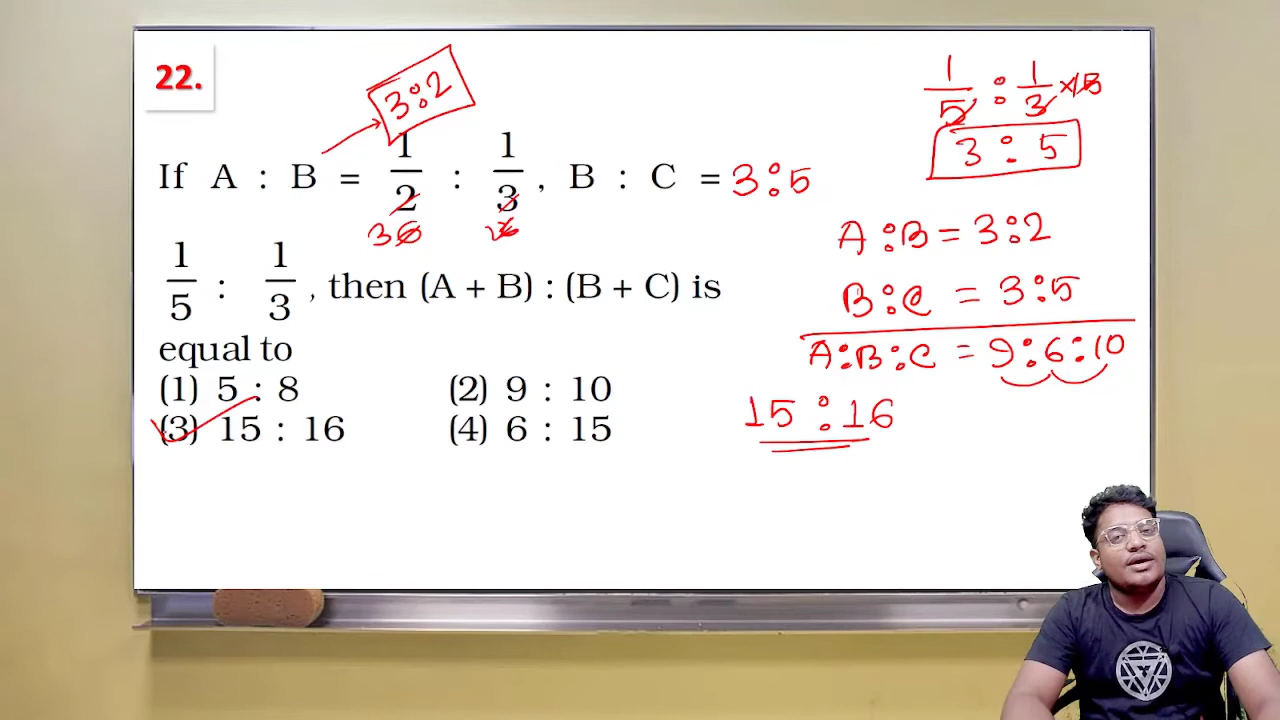 22.
3:2
If A : B = 1/2 : 1/3, B : C = 3:5
36 26
1/5 : 1/3, then (A + B) : (B + C) is
equal to
(1) 5 : 8 (2) 9 : 10
(3) 15 : 16 (4) 6 : 15
1/5 : 1/3 ×15
3 : 5
A:B = 3:2
B:C = 3:5
A:B:C = 9:6:10
15:16